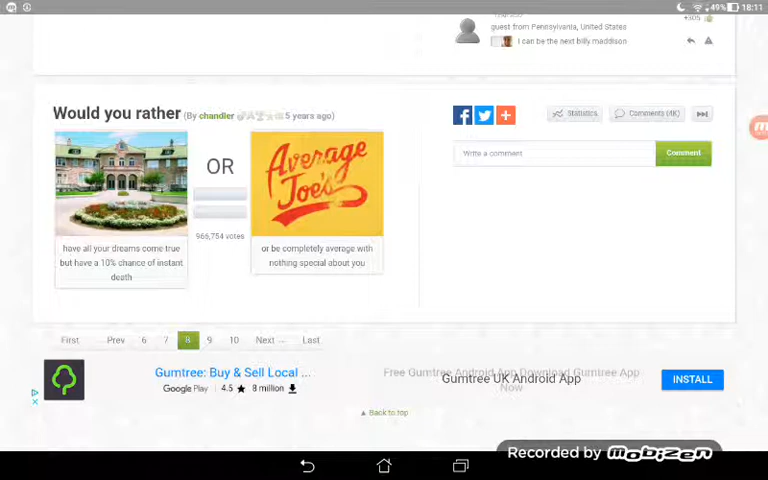 49% 18:11
+305
guest from Pennsylvania, United States
I can be the next billy maddison
Would you rather (By chandler 5 years ago)
Statistics
Comments (4K)
OR
Average
Joe's
Write a comment
Comment
966,754 votes
have all your dreams come true
but have a 10% chance of instant
death
or be completely average with
nothing special about you
First Prev 6 7 8 9 10 Next ... Last
Gumtree: Buy & Sell Local ...
Google Play 4.5 ★ 8 million
Free Gumtree Android App Download Gumtree App
Now
Gumtree UK Android App
INSTALL
▲ Back to top
Recorded by Mobizen